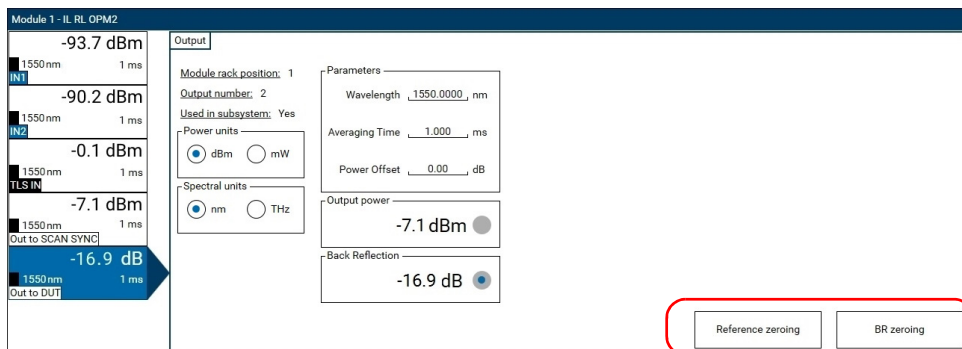 Module 1 - IL RL OPM2
-93.7 dBm
1550nm 1 ms
IN1
-90.2 dBm
1550nm 1 ms
IN2
-0.1 dBm
1550nm 1 ms
TLS IN
-7.1 dBm
1550nm 1 ms
Out to SCAN SYNC
-16.9 dB
1550nm 1 ms
Out to DUT
Output
Module rack position: 1
Output number: 2
Used in subsystem: Yes
Power units
dBm mW
Spectral units
nm THz
Parameters
Wavelength 1550.0000 nm
Averaging Time 1.000 ms
Power Offset 0.00 dB
Output power
-7.1 dBm
Back Reflection
-16.9 dB
Reference zeroing BR zeroing